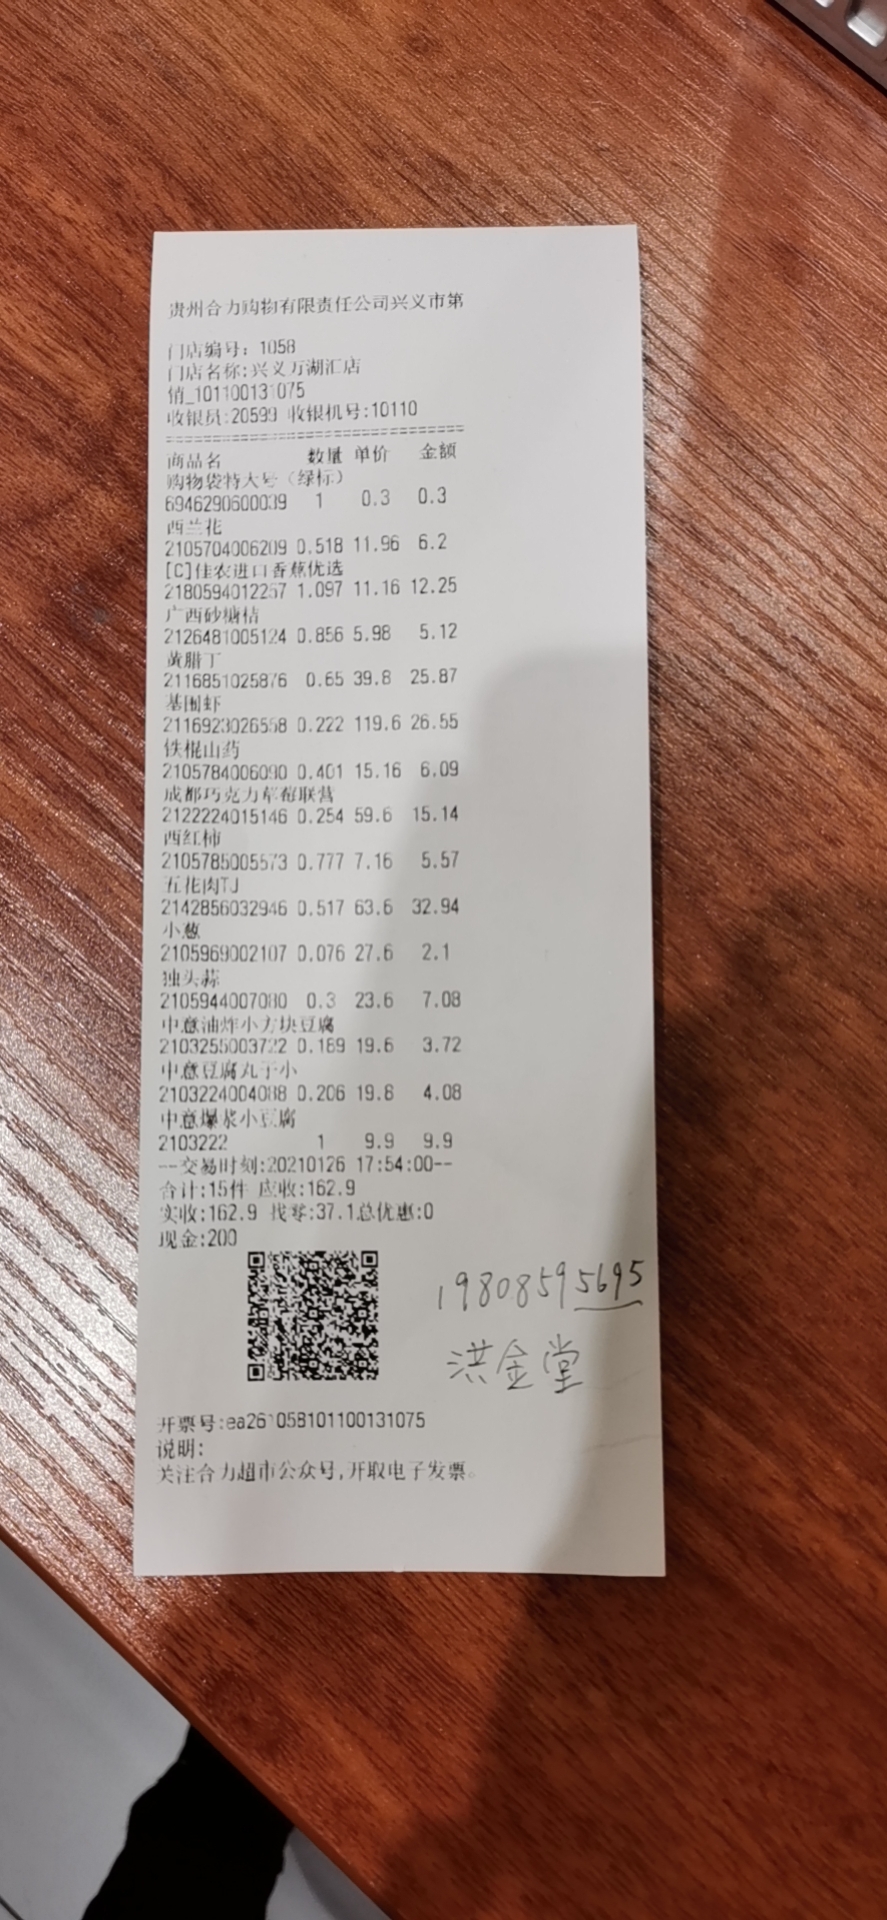 贵州合力购物有限责任公司兴义市第
门店编号: 1058
门店名称:兴义万湖汇店
情_101100131075
收银员:20599 收银机号:10110
商品名 数量 单价 金额
购物袋特大号（绿标）
6946290600039 1 0.3 0.3
西兰花
2105704006209 0.518 11.96 6.2
[C]佳农进口香蕉优选
2180594012257 1.097 11.16 12.25
广西砂糖桔
2126481005124 0.856 5.98 5.12
黄腊丁
2116851025876 0.65 39.8 25.87
基围虾
2116923026558 0.222 119.6 26.55
铁棍山药
2105784006090 0.401 15.16 6.09
成都巧克力草莓联营
2122224015146 0.254 59.6 15.14
西红柿
2105785005573 0.777 7.16 5.57
五花肉TJ
2142856032946 0.517 63.6 32.94
小葱
2105969002107 0.076 27.6 2.1
独头蒜
2105944007080 0.3 23.6 7.08
中意油炸小方块豆腐
2103255003722 0.189 19.6 3.72
中意豆腐丸子小
2103224004088 0.206 19.8 4.08
中意爆浆小豆腐
2103222 1 9.9 9.9
--交易时刻:20210126 17:54:00--
合计:15件 应收:162.9
实收:162.9 找零:37.1总优惠:0
现金:200
19808595695
洪金堂
开票号:ea261058101100131075
说明:
关注合力超市公众号,开取电子发票。